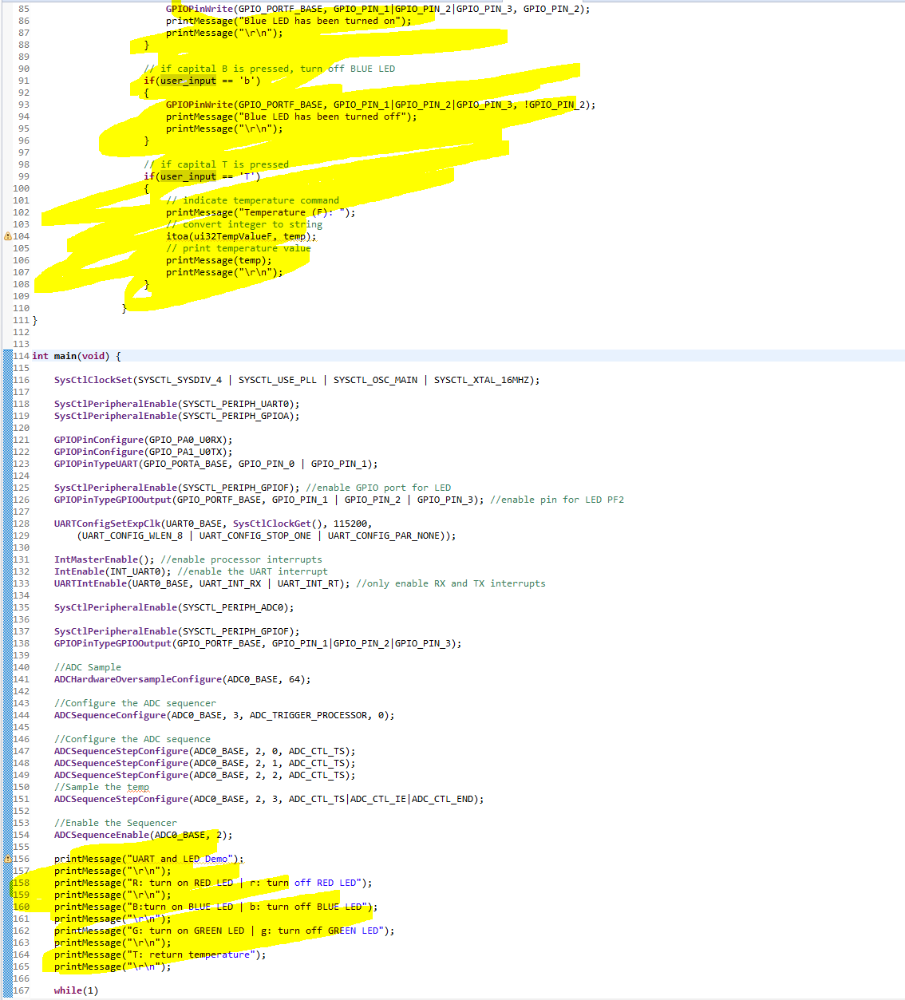 85 GPIOPinWrite(GPIO_PORTF_BASE, GPIO_PIN_1|GPIO_PIN_2|GPIO_PIN_3, GPIO_PIN_2);
86 printMessage("Blue LED has been turned on");
87 printMessage("\r\n");
88 }
89
90 // if capital B is pressed, turn off BLUE LED
91 if(user_input == 'b')
92 {
93 GPIOPinWrite(GPIO_PORTF_BASE, GPIO_PIN_1|GPIO_PIN_2|GPIO_PIN_3, !GPIO_PIN_2);
94 printMessage("Blue LED has been turned off");
95 printMessage("\r\n");
96 }
97
98 // if capital T is pressed
99 if(user_input == 'T')
100 {
101 // indicate temperature command
102 printMessage("Temperature (F): ");
103 // convert integer to string
104 itoa(ui32TempValueF, temp);
105 // print temperature value
106 printMessage(temp);
107 printMessage("\r\n");
108 }
109
110 }
111 }
112
113
114 int main(void) {
115
116 SysCtlClockSet(SYSCTL_SYSDIV_4 | SYSCTL_USE_PLL | SYSCTL_OSC_MAIN | SYSCTL_XTAL_16MHZ);
117
118 SysCtlPeripheralEnable(SYSCTL_PERIPH_UART0);
119 SysCtlPeripheralEnable(SYSCTL_PERIPH_GPIOA);
120
121 GPIOPinConfigure(GPIO_PA0_U0RX);
122 GPIOPinConfigure(GPIO_PA1_U0TX);
123 GPIOPinTypeUART(GPIO_PORTA_BASE, GPIO_PIN_0 | GPIO_PIN_1);
124
125 SysCtlPeripheralEnable(SYSCTL_PERIPH_GPIOF); //enable GPIO port for LED
126 GPIOPinTypeGPIOOutput(GPIO_PORTF_BASE, GPIO_PIN_1 | GPIO_PIN_2 | GPIO_PIN_3); //enable pin for LED PF2
127
128 UARTConfigSetExpClk(UART0_BASE, SysCtlClockGet(), 115200,
129 (UART_CONFIG_WLEN_8 | UART_CONFIG_STOP_ONE | UART_CONFIG_PAR_NONE));
130
131 IntMasterEnable(); //enable processor interrupts
132 IntEnable(INT_UART0); //enable the UART interrupt
133 UARTIntEnable(UART0_BASE, UART_INT_RX | UART_INT_RT); //only enable RX and TX interrupts
134
135 SysCtlPeripheralEnable(SYSCTL_PERIPH_ADC0);
136
137 SysCtlPeripheralEnable(SYSCTL_PERIPH_GPIOF);
138 GPIOPinTypeGPIOOutput(GPIO_PORTF_BASE, GPIO_PIN_1|GPIO_PIN_2|GPIO_PIN_3);
139
140 //ADC Sample
141 ADCHardwareOversampleConfigure(ADC0_BASE, 64);
142
143 //Configure the ADC sequencer
144 ADCSequenceConfigure(ADC0_BASE, 3, ADC_TRIGGER_PROCESSOR, 0);
145
146 //Configure the ADC sequence
147 ADCSequenceStepConfigure(ADC0_BASE, 2, 0, ADC_CTL_TS);
148 ADCSequenceStepConfigure(ADC0_BASE, 2, 1, ADC_CTL_TS);
149 ADCSequenceStepConfigure(ADC0_BASE, 2, 2, ADC_CTL_TS);
150 //Sample the temp
151 ADCSequenceStepConfigure(ADC0_BASE, 2, 3, ADC_CTL_TS|ADC_CTL_IE|ADC_CTL_END);
152
153 //Enable the Sequencer
154 ADCSequenceEnable(ADC0_BASE, 2);
155
156 printMessage("UART and LED Demo");
157 printMessage("\r\n");
158 printMessage("R: turn on RED LED | r: turn off RED LED");
159 printMessage("\r\n");
160 printMessage("B:turn on BLUE LED | b: turn off BLUE LED");
161 printMessage("\r\n");
162 printMessage("G: turn on GREEN LED | g: turn off GREEN LED");
163 printMessage("\r\n");
164 printMessage("T: return temperature");
165 printMessage("\r\n");
166
167 while(1)